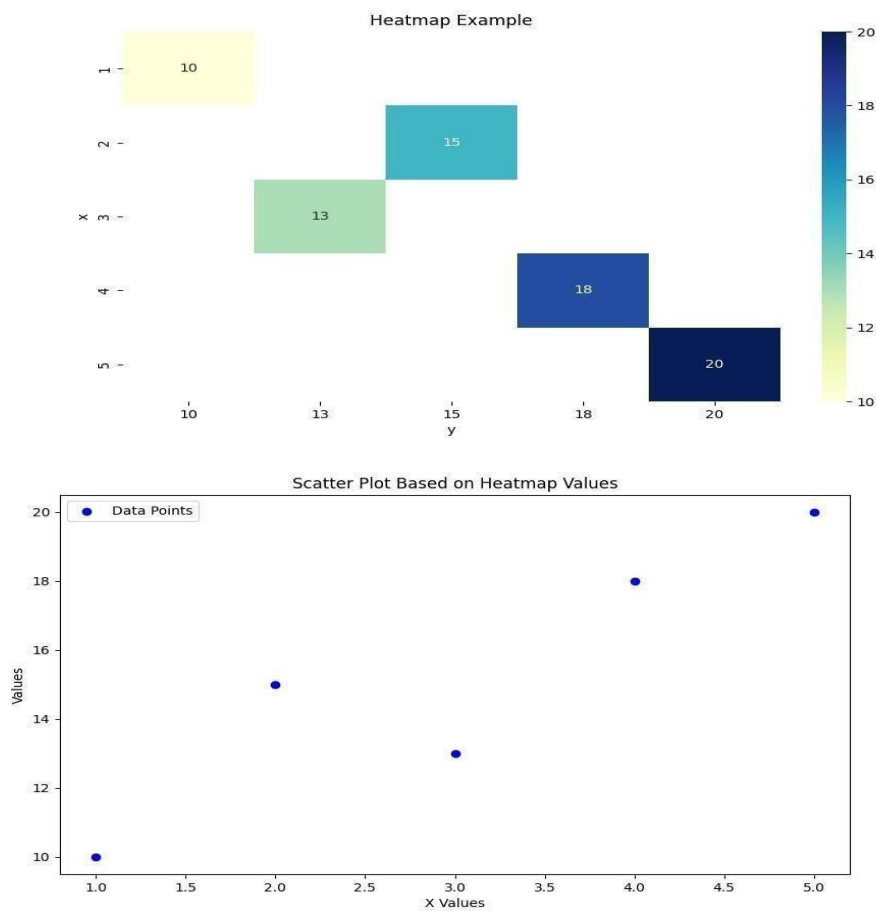 Heatmap Example
1
10
2
15
x
3
13
4
18
5
20
10 13 15 18 20
y
20
18
16
14
12
10
Scatter Plot Based on Heatmap Values
Data Points
Values
20
18
16
14
12
10
1.0 1.5 2.0 2.5 3.0 3.5 4.0 4.5 5.0
X Values